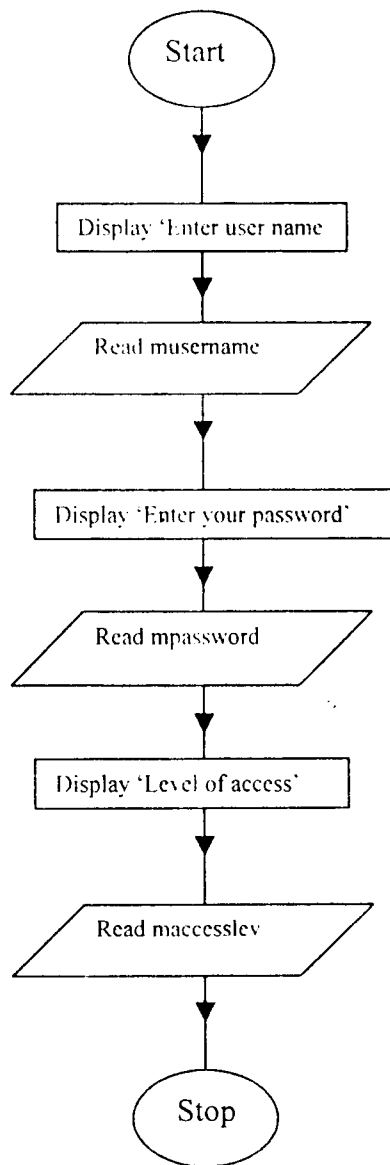 Start
Display ‘Enter user name
Read musername
Display ‘Enter your password’
Read mpassword
Display ‘Level of access’
Read maccesslev
Stop